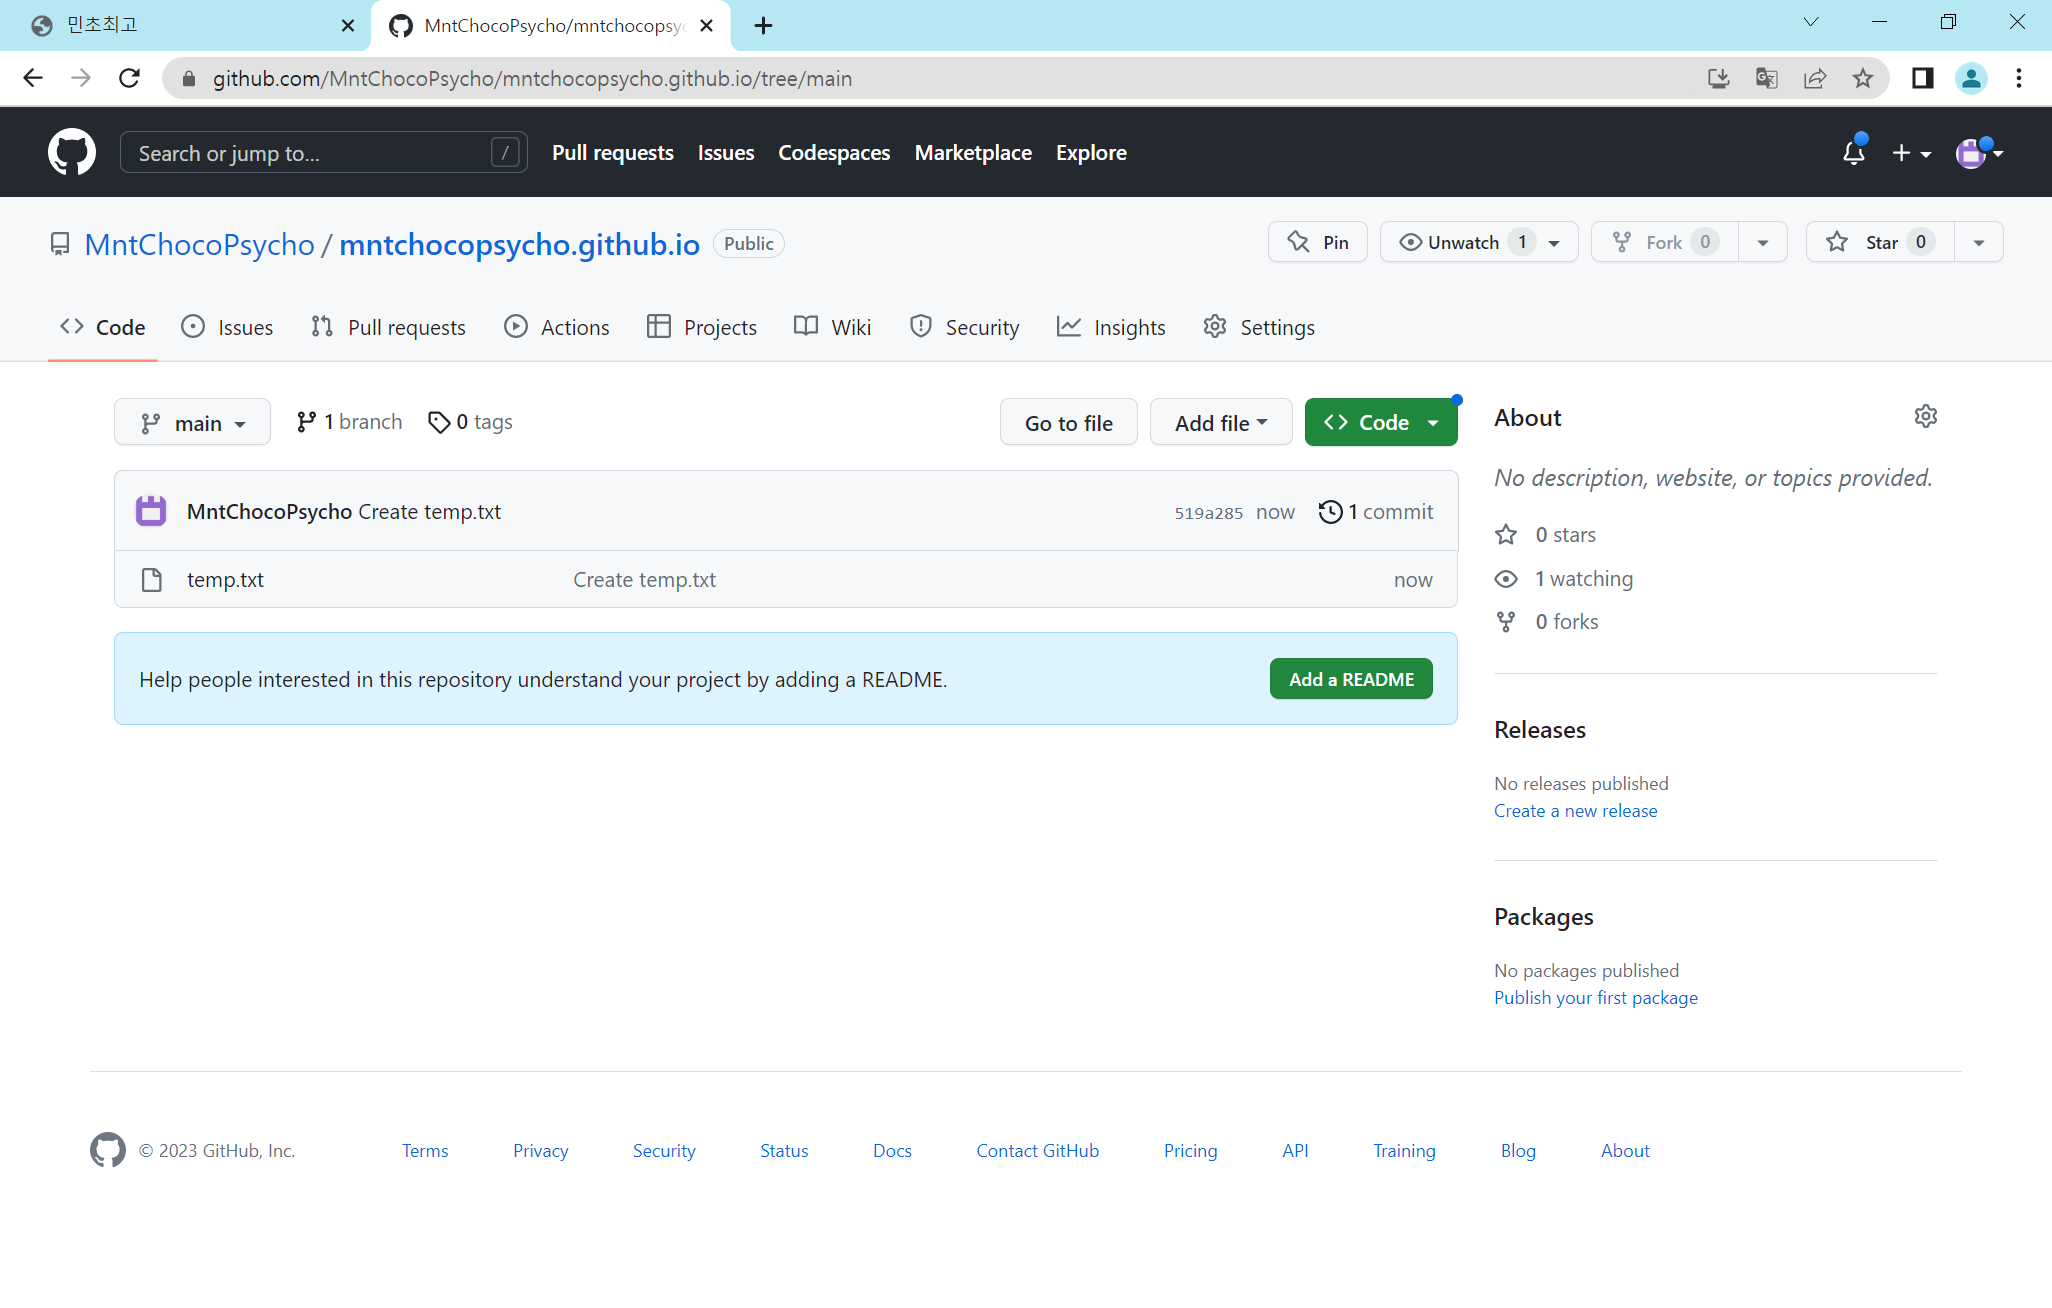 민초최고
MntChocoPsycho/mntchocopsy
github.com/MntChocoPsycho/mntchocopsycho.github.io/tree/main
Search or jump to... /
Pull requests Issues Codespaces Marketplace Explore
MntChocoPsycho / mntchocopsycho.github.io Public
Pin Unwatch 1 Fork 0 Star 0
Code Issues Pull requests Actions Projects Wiki Security Insights Settings
main 1 branch 0 tags Go to file Add file Code
MntChocoPsycho Create temp.txt 519a285 now 1 commit
temp.txt Create temp.txt now
Help people interested in this repository understand your project by adding a README. Add a README
About
No description, website, or topics provided.
0 stars
1 watching
0 forks
Releases
No releases published
Create a new release
Packages
No packages published
Publish your first package
© 2023 GitHub, Inc. Terms Privacy Security Status Docs Contact GitHub Pricing API Training Blog About